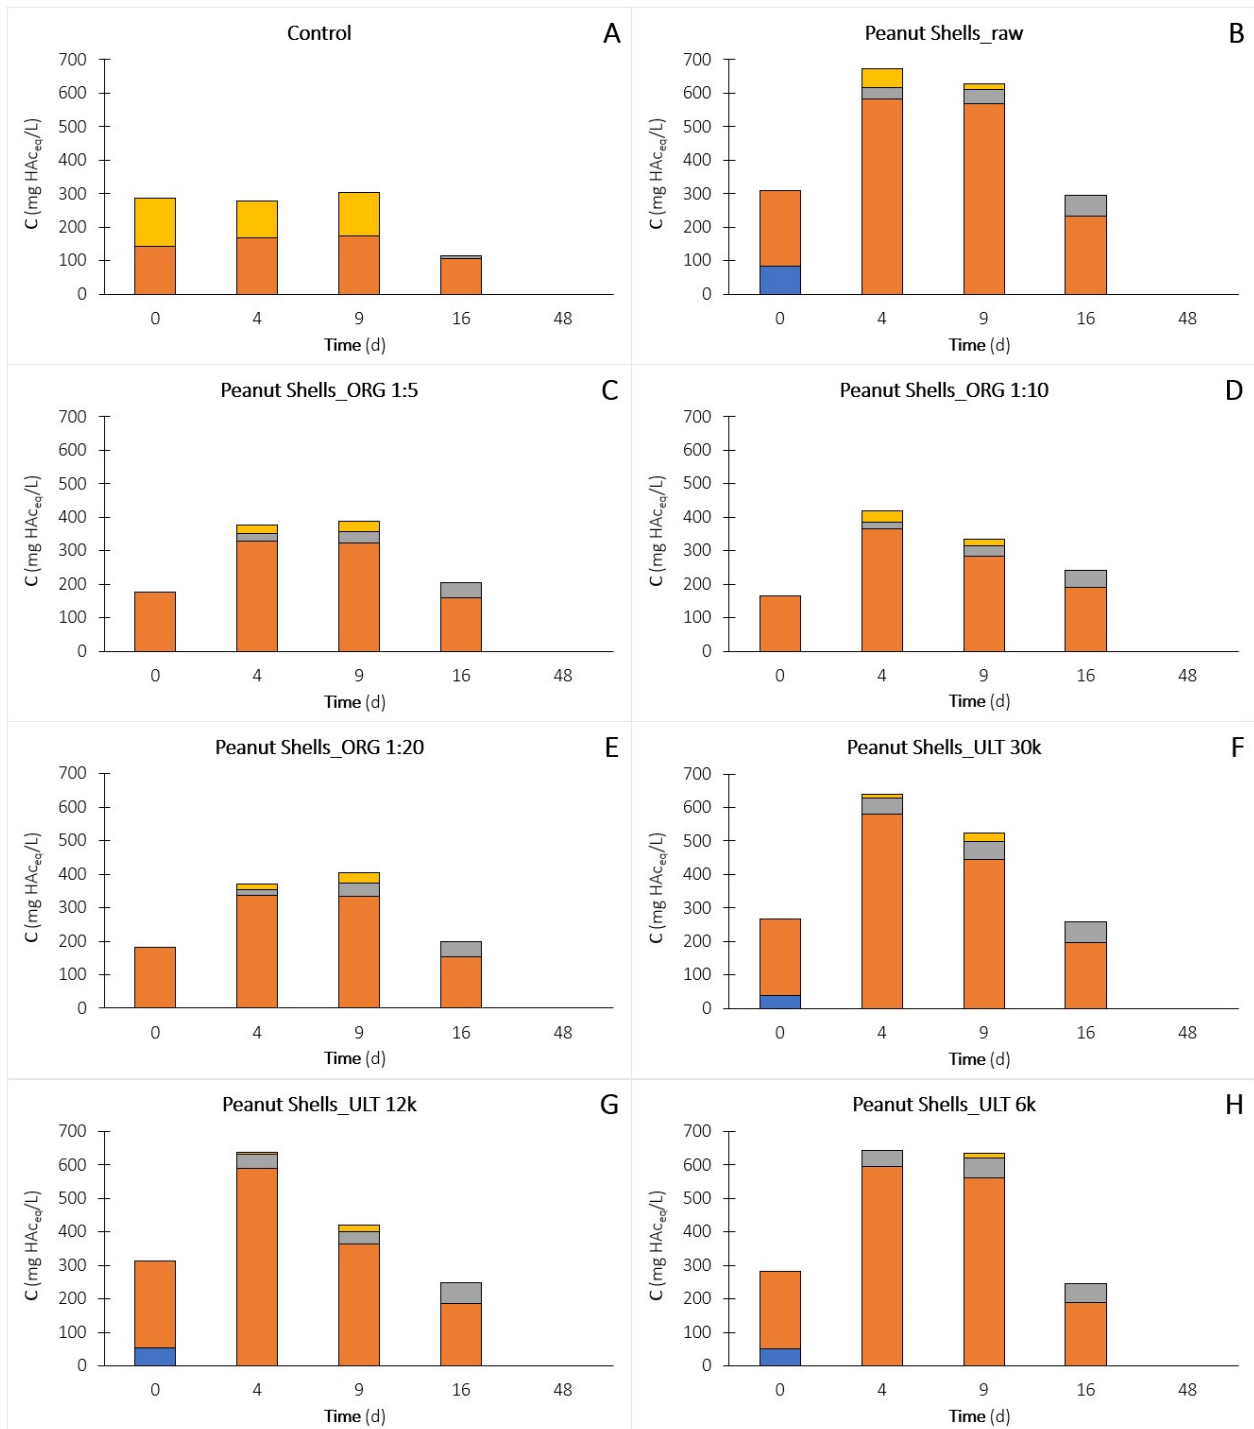 Control A
700
600
500
400
300
200
100
0
C (mg HAc_eq/L)
0 4 9 16 48
Time (d)
Peanut Shells_raw B
700
600
500
400
300
200
100
0
C (mg HAc_eq/L)
0 4 9 16 48
Time (d)
Peanut Shells_ORG 1:5 C
700
600
500
400
300
200
100
0
C (mg HAc_eq/L)
0 4 9 16 48
Time (d)
Peanut Shells_ORG 1:10 D
700
600
500
400
300
200
100
0
C (mg HAc_eq/L)
0 4 9 16 48
Time (d)
Peanut Shells_ORG 1:20 E
700
600
500
400
300
200
100
0
C (mg HAc_eq/L)
0 4 9 16 48
Time (d)
Peanut Shells_ULT 30k F
700
600
500
400
300
200
100
0
C (mg HAc_eq/L)
0 4 9 16 48
Time (d)
Peanut Shells_ULT 12k G
700
600
500
400
300
200
100
0
C (mg HAc_eq/L)
0 4 9 16 48
Time (d)
Peanut Shells_ULT 6k H
700
600
500
400
300
200
100
0
C (mg HAc_eq/L)
0 4 9 16 48
Time (d)